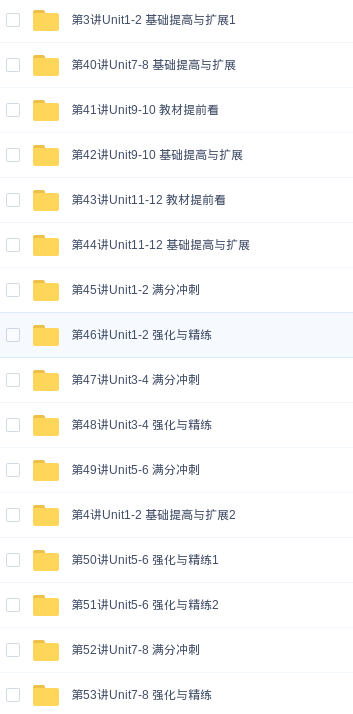 第3讲Unit1-2 基础提高与扩展1
第40讲Unit7-8 基础提高与扩展
第41讲Unit9-10 教材提前看
第42讲Unit9-10 基础提高与扩展
第43讲Unit11-12 教材提前看
第44讲Unit11-12 基础提高与扩展
第45讲Unit1-2 满分冲刺
第46讲Unit1-2 强化与精练
第47讲Unit3-4 满分冲刺
第48讲Unit3-4 强化与精练
第49讲Unit5-6 满分冲刺
第4讲Unit1-2 基础提高与扩展2
第50讲Unit5-6 强化与精练1
第51讲Unit5-6 强化与精练2
第52讲Unit7-8 满分冲刺
第53讲Unit7-8 强化与精练